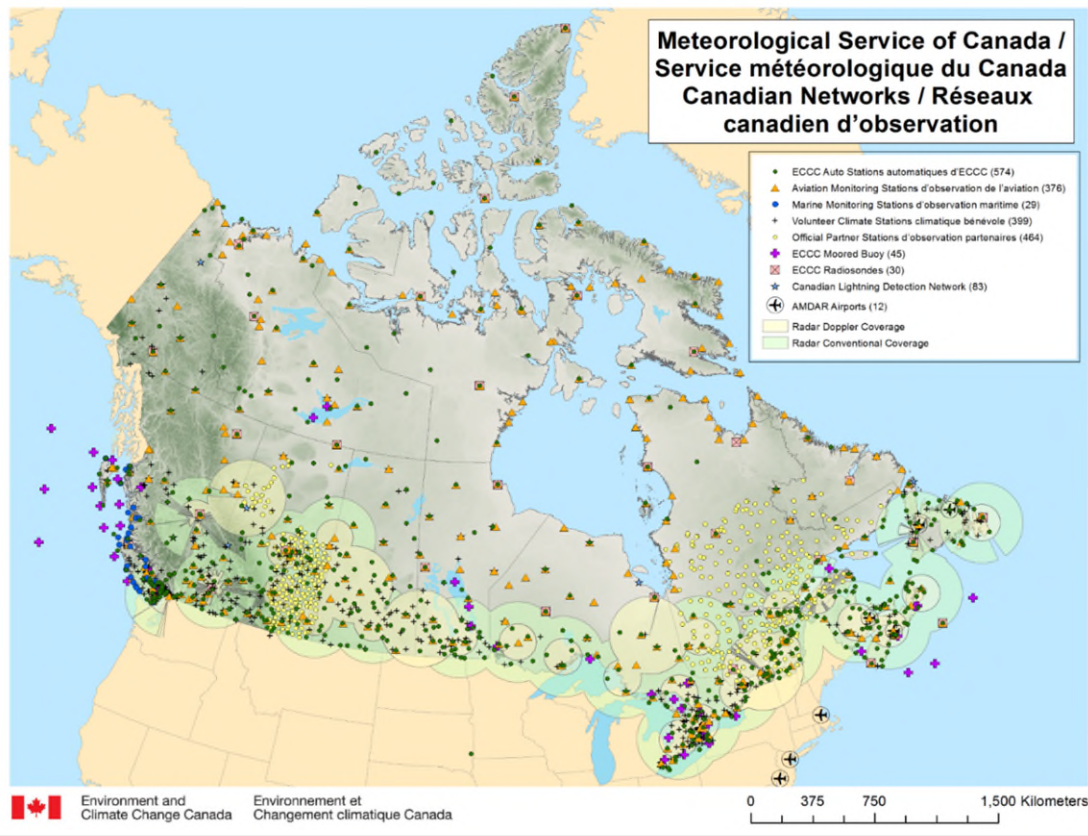 Meteorological Service of Canada /
Service météorologique du Canada
Canadian Networks / Réseaux
canadien d'observation
ECCC Auto Stations automatiques d'ECCC (574)
Aviation Monitoring Stations d'observation de l'aviation (376)
Marine Monitoring Stations d'observation maritime (29)
Volunteer Climate Stations climatique bénévole (399)
Official Partner Stations d'observation partenaires (464)
ECCC Moored Buoy (45)
ECCC Radiosondes (30)
Canadian Lightning Detection Network (83)
AMDAR Airports (12)
Radar Doppler Coverage
Radar Conventional Coverage
Environment and
Climate Change Canada
Environnement et
Changement climatique Canada
0 375 750 1,500 Kilometers